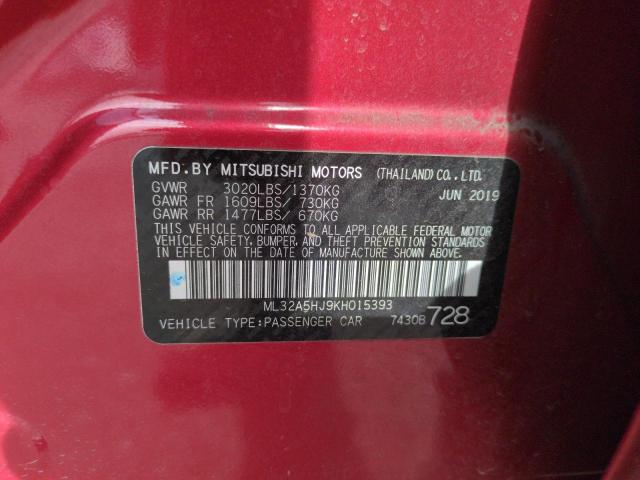 MFD.BY MITSUBISHI MOTORS (THAILAND)CO.,LTD.
GVWR 3020LBS/1370KG JUN 2019
GAWR FR 1609LBS/ 730KG
GAWR RR 1477LBS/ 670KG
THIS VEHICLE CONFORMS TO ALL APPLICABLE FEDERAL MOTOR
VEHICLE SAFETY, BUMPER, AND THEFT PREVENTION STANDARDS
IN EFFECT ON THE DATE OF MANUFACTURE SHOWN ABOVE.
ML32A5HJ9KH015393
VEHICLE TYPE:PASSENGER CAR 7430B 728